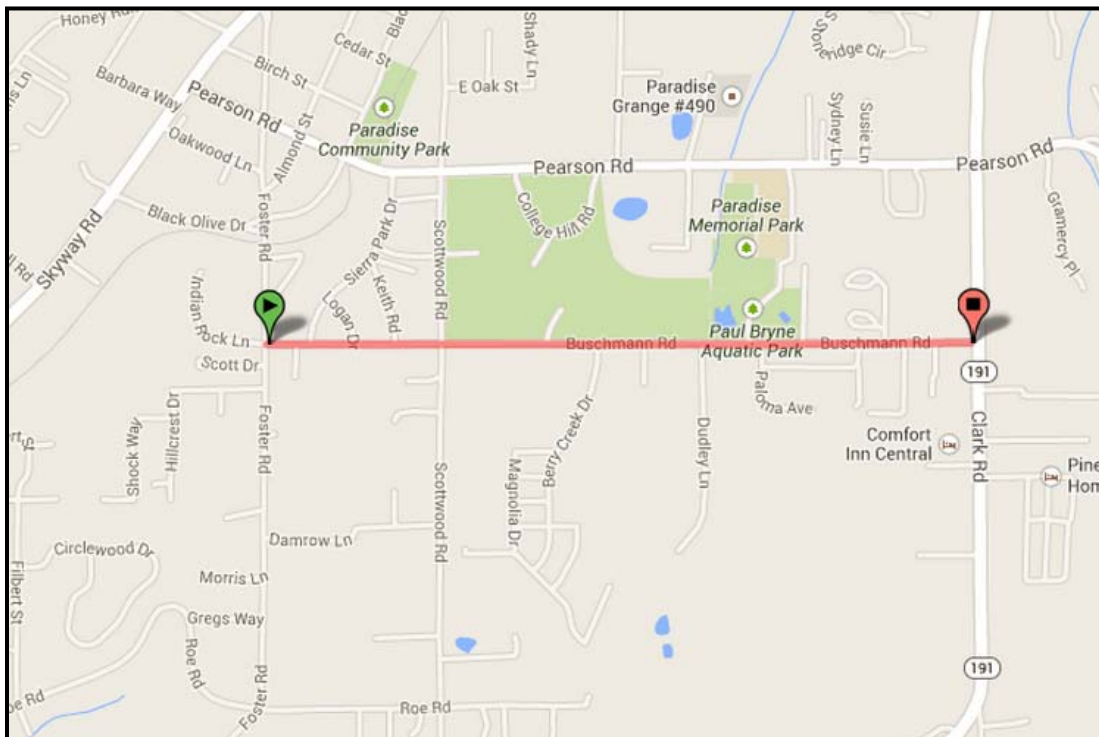 Honey Run
Cedar St
Birch St
Barbara Way
Pearson Rd
Oakwood Ln
Almond St
Paradise
Community Park
Shady Ln
E Oak St
Paradise
Grange #490
Stoneridge Cir
Sydney Ln
Susie Ln
Pearson Rd
Pearson Rd
Gramercy Pl
Skyway Rd
Black Olive Dr
Foster Rd
Sierra Park Dr
Scottwood Rd
College Hill Rd
Paradise
Memorial Park
Indian Rock Ln
Logan Dr
Keith Rd
Scott Dr
Buschmann Rd
Paul Bryne
Aquatic Park
Buschmann Rd
191
Paloma Ave
Clark Rd
Comfort
Inn Central
Pine
Hom
Shock Way
Hillcrest Dr
Foster Rd
Scottwood Rd
Magnolia Dr
Berry Creek Dr
Dudley Ln
Damrow Ln
Circlewood Dr
Filbert St
Morris Ln
Gregs Way
Roe Rd
Foster Rd
Roe Rd
191